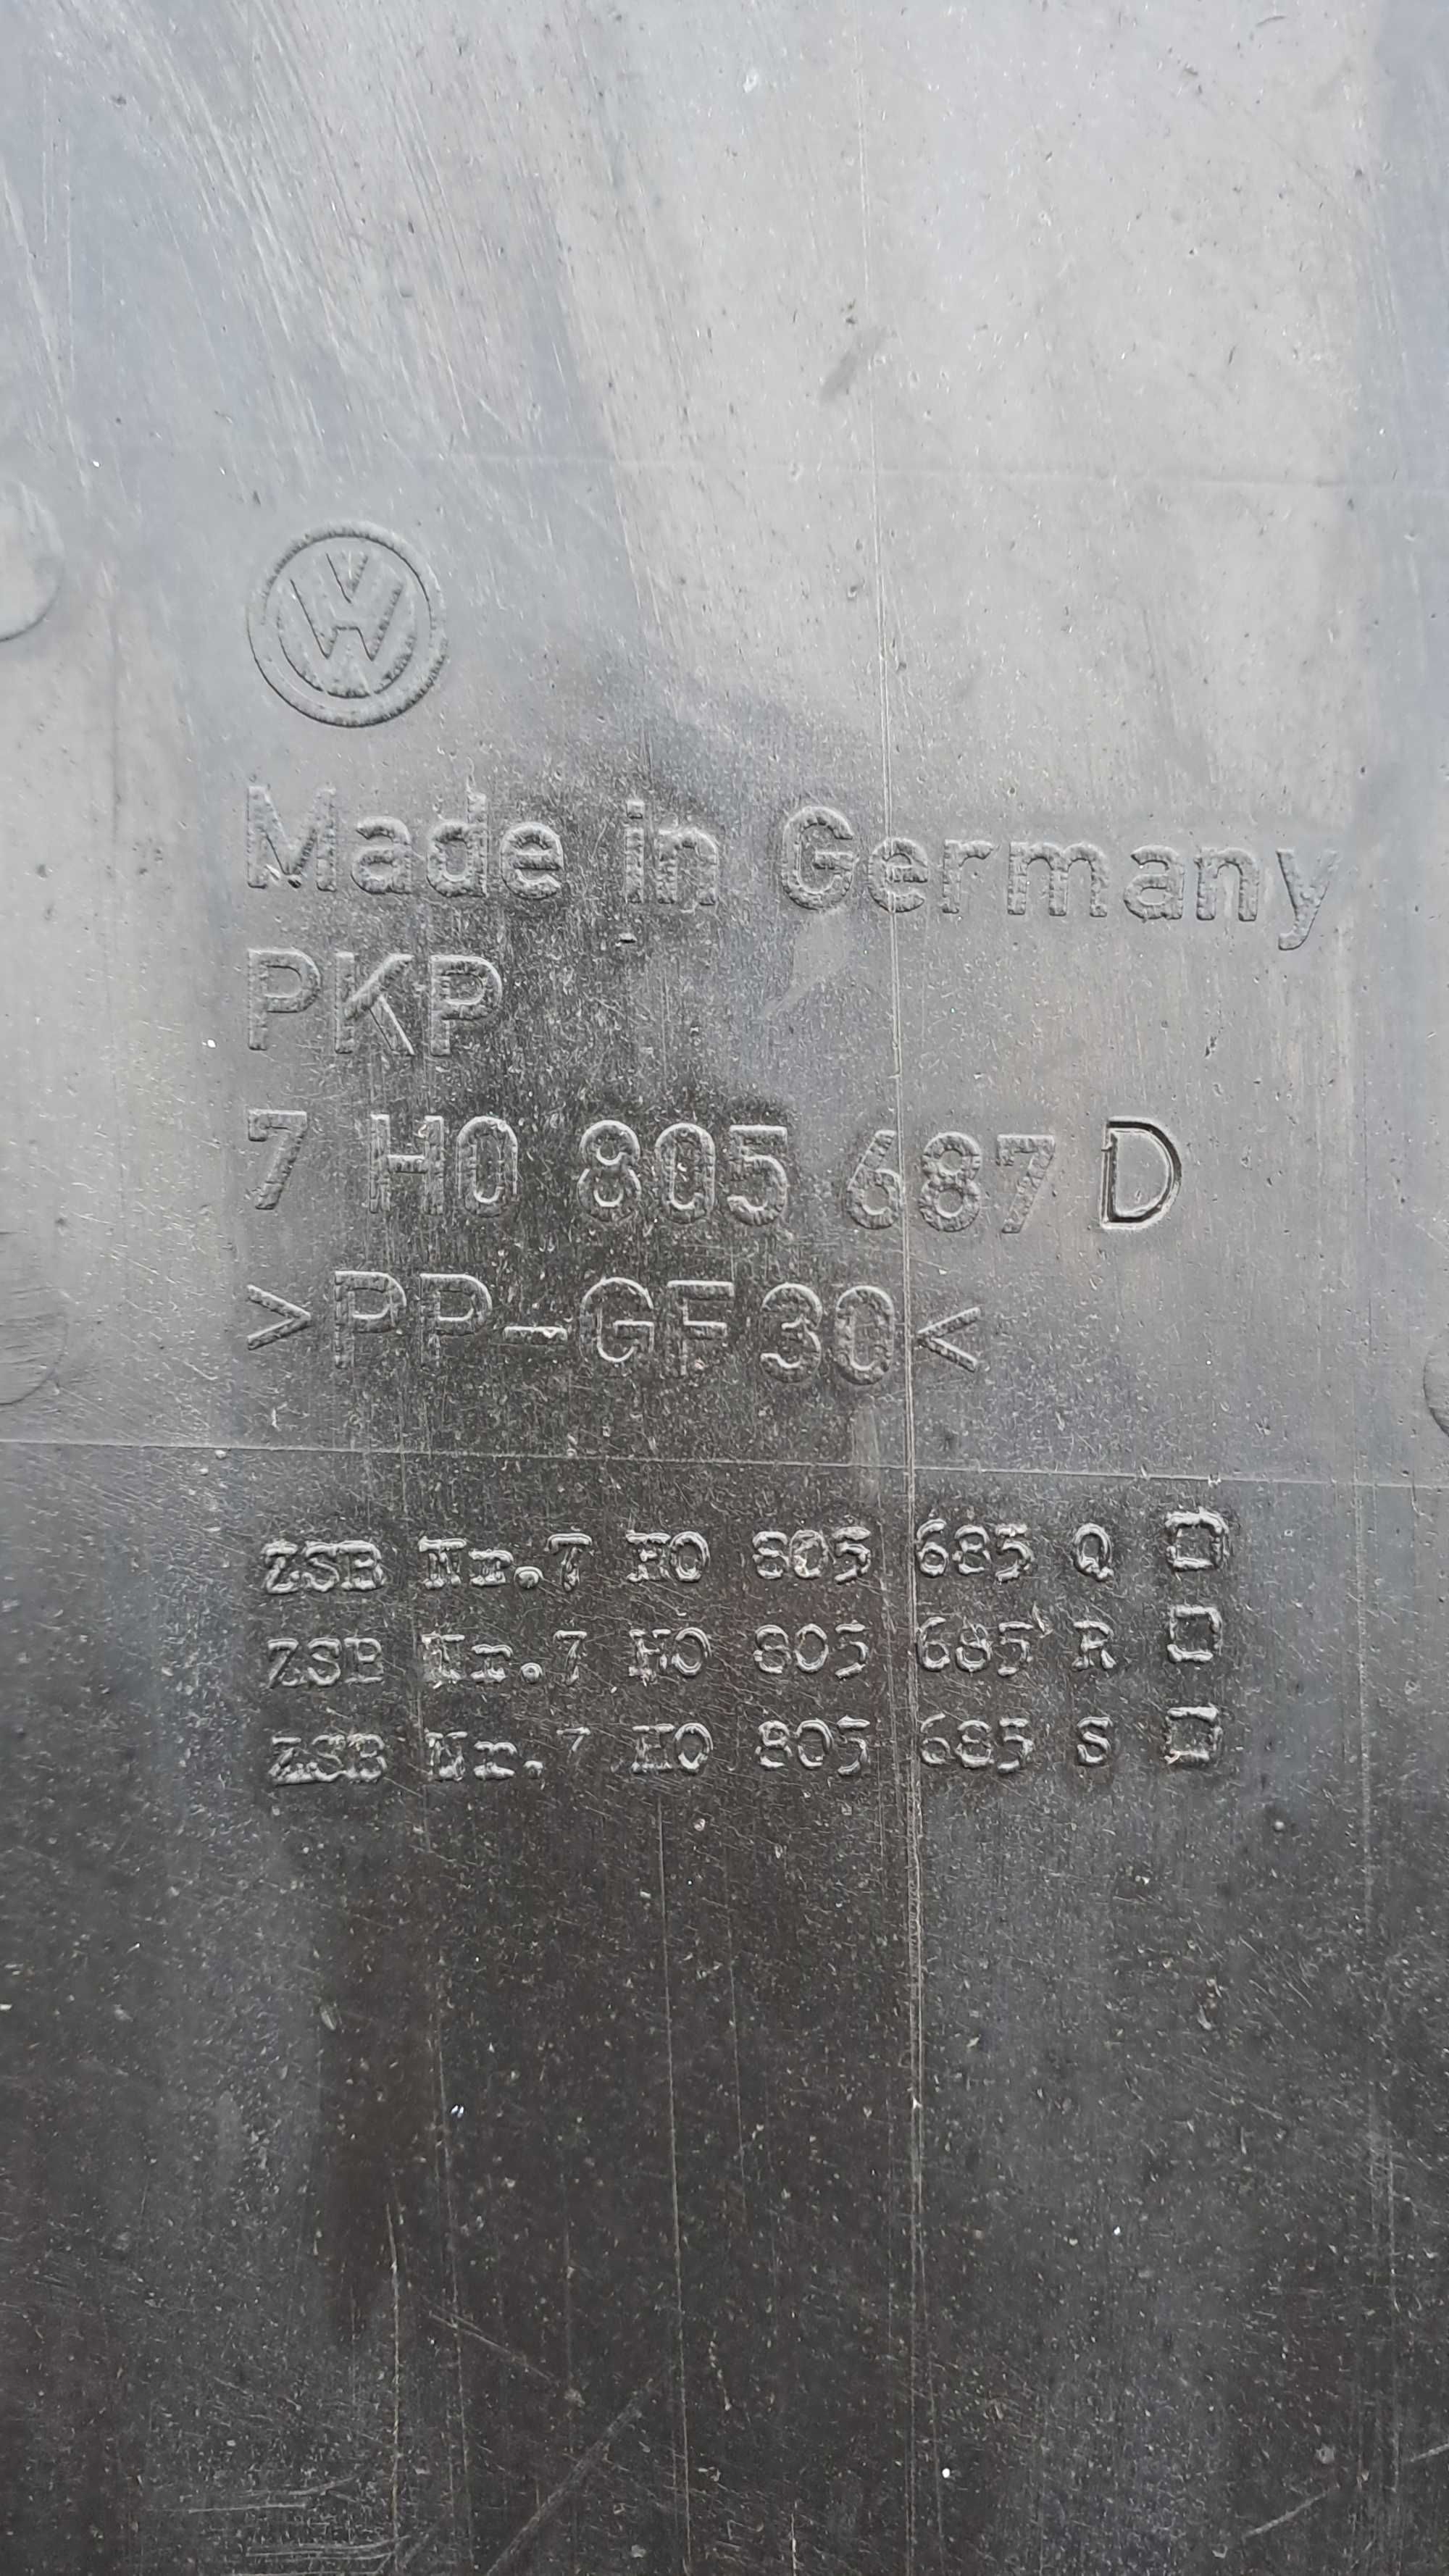 Made in Germany
PKP
7 H0 805 687 D
>PP-GF30<
ZSB Nr.7 H0 805 685 Q
ZSB Nr.7 H0 805 685 R
ZSB Nr.7 H0 805 685 S